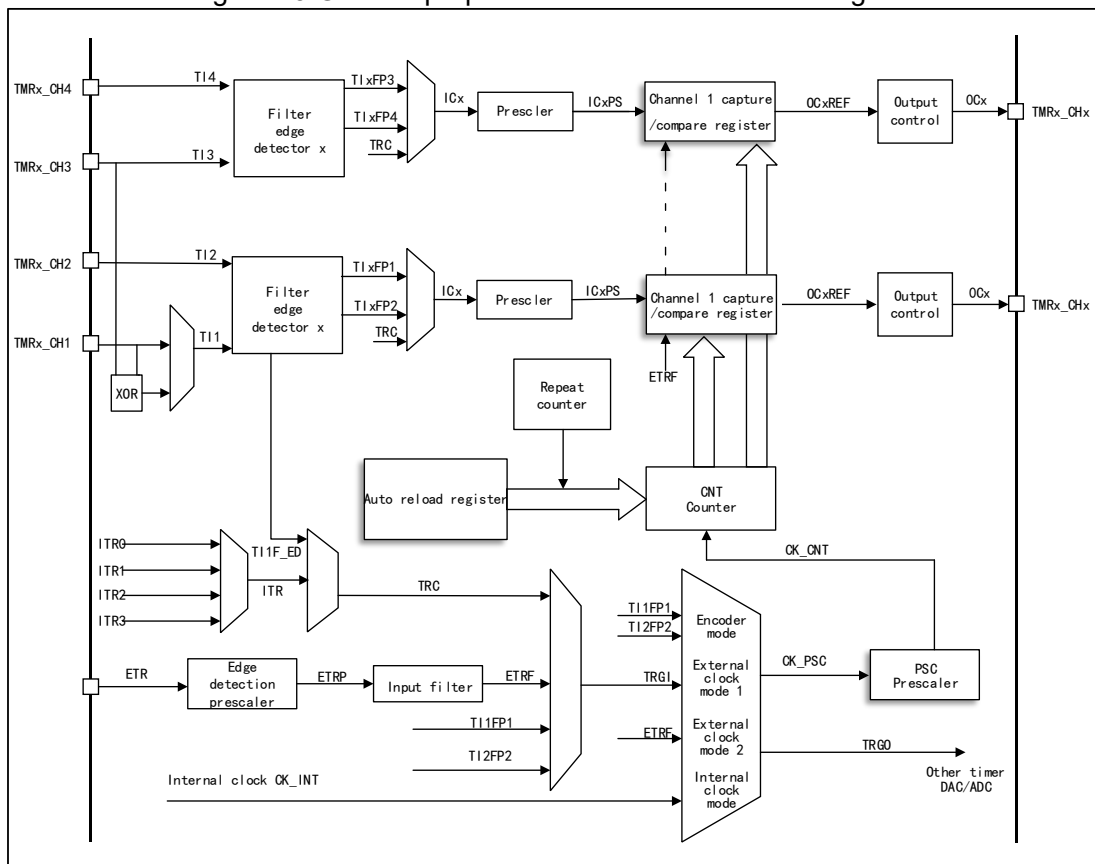 TMRx_CH4
TI4
Filter
edge
detector x
TIxFP3
TIxFP4
TRC
ICx
Prescler
ICxPS
Channel 1 capture
/compare register
OCxREF
Output
control
OCx
TMRx_CHx
TMRx_CH3
TI3
TMRx_CH2
TI2
Filter
edge
detector x
TIxFP1
TIxFP2
TRC
ICx
Prescler
ICxPS
Channel 1 capture
/compare register
OCxREF
Output
control
OCx
TMRx_CHx
TMRx_CH1
TI1
XOR
ETRF
Repeat
counter
Auto reload register
CNT
Counter
CK_CNT
ITR0
ITR1
ITR2
ITR3
TI1F_ED
ITR
TRC
TI1FP1
TI2FP2
Encoder
mode
External
clock
mode 1
External
clock
mode 2
Internal
clock
mode
CK_PSC
PSC
Prescaler
ETR
Edge
detection
prescaler
ETRP
Input filter
ETRF
TRGI
TI1FP1
TI2FP2
ETRF
TRGO
Other timer
DAC/ADC
Internal clock CK_INT